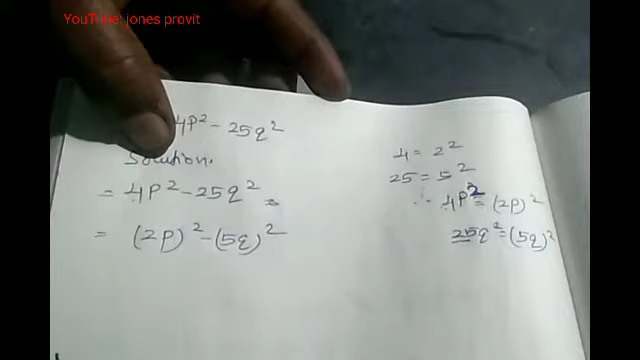 YouTube: jones provit
4P² - 25q²
Solution.
= 4P² - 25q² =
= (2P)² - (5q)²
4 = 2²
25 = 5²
∴ 4P² = (2P)²
25q² = (5q)²